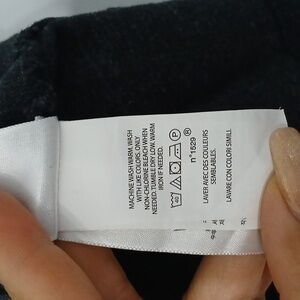 MACHINE WASH WARM. WASH
WITH LIKE COLORS. ONLY
NON-CHLORINE BLEACH WHEN
NEEDED. TUMBLE DRY LOW. WARM
IRON IF NEEDED.
40
P
n°1529
LAVER AVEC DES COULEURS
SEMBLABLES.
LAVARE CON COLORI SIMILI.